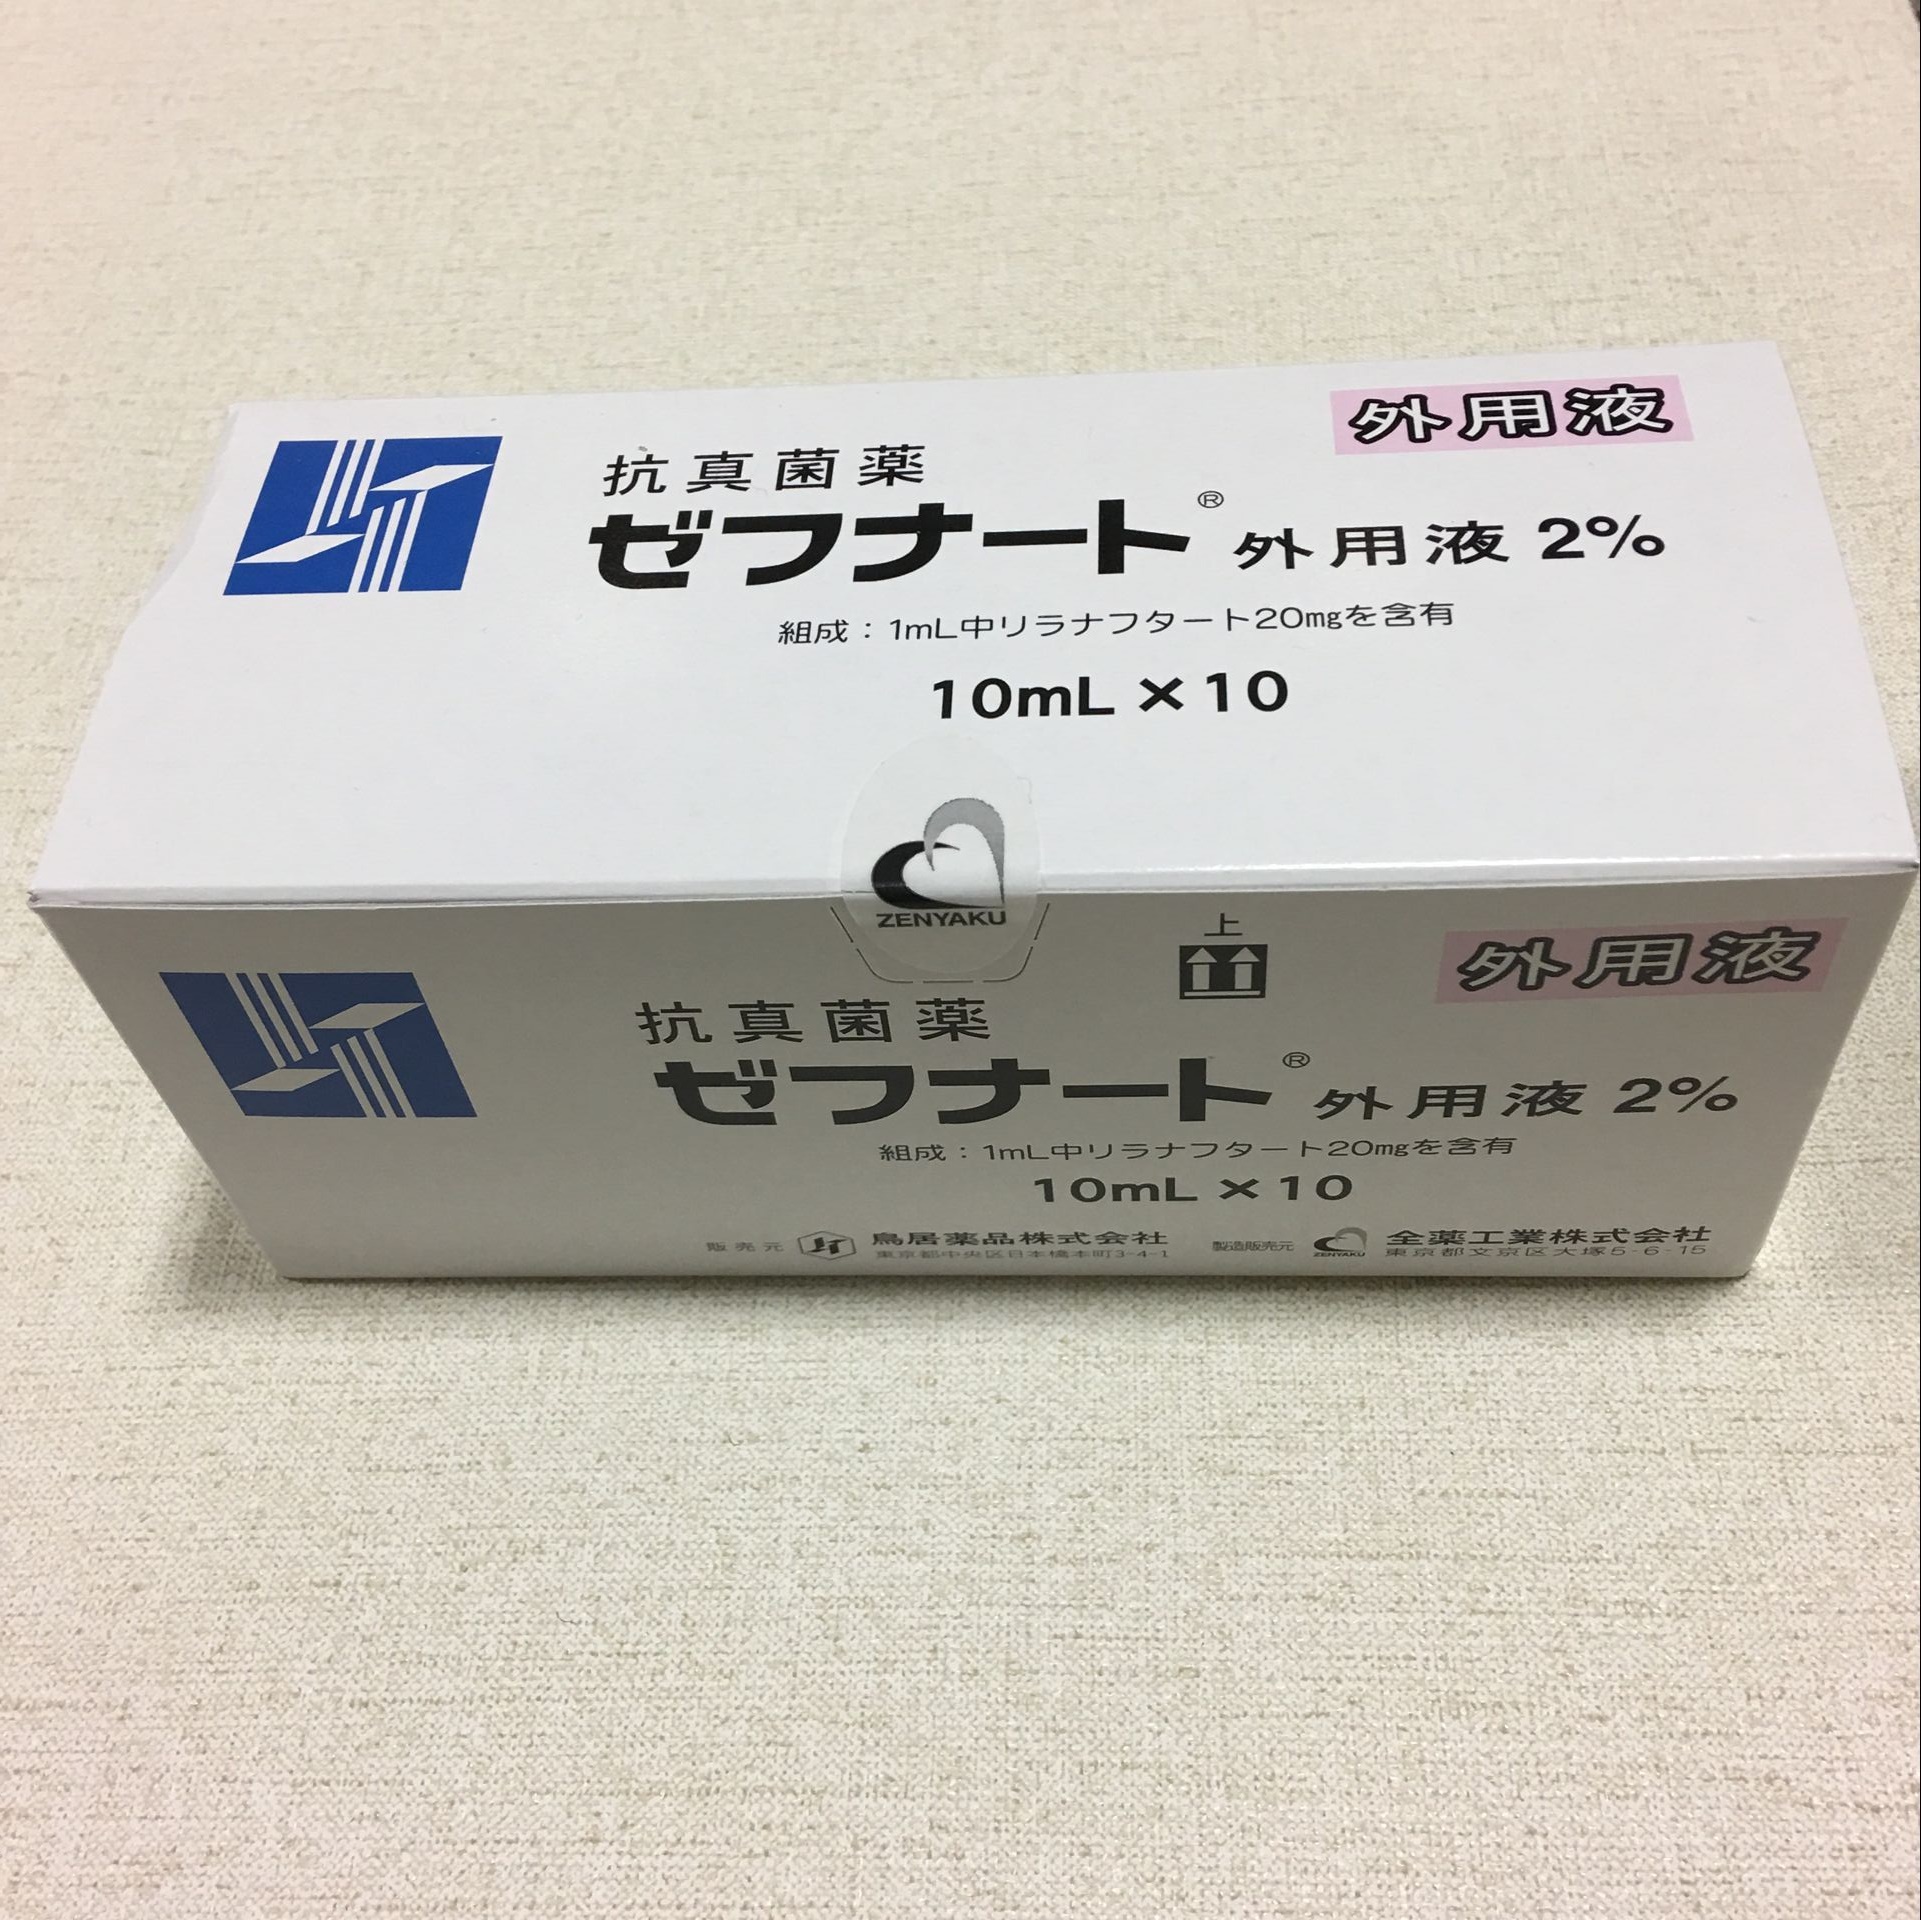 外用液
抗真菌薬
ゼフナート® 外用液 2%
組成：1mL中リラナフタート20mgを含有
10mL×10
ZENYAKU
上
外用液
抗真菌薬
ゼフナート® 外用液 2%
組成：1mL中リラナフタート20mgを含有
10mL×10
販売元 JT 鳥居薬品株式会社 製造販売元 ZENYAKU 全薬工業株式会社
東京都中央区日本橋本町3-4-1 東京都文京区大塚5-6-15